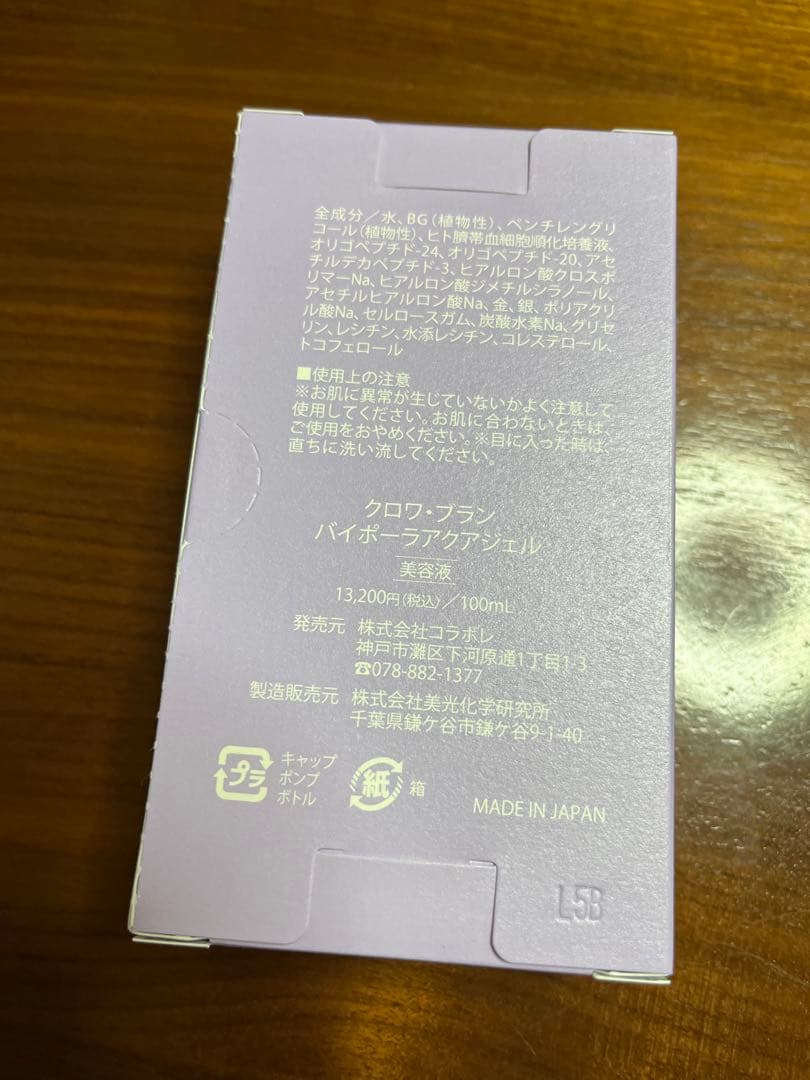 全成分／水、BG（植物性）、ペンチレングリ
コール（植物性）、ヒト臍帯血細胞順化培養液、
オリゴペプチド-24、オリゴペプチド-20、アセ
チルデカペプチド-3、ヒアルロン酸クロスポ
リマーNa、ヒアルロン酸ジメチルシラノール、
アセチルヒアルロン酸Na、金、銀、ポリアクリ
ル酸Na、セルロースガム、炭酸水素Na、グリセ
リン、レシチン、水添レシチン、コレステロール、
トコフェロール
■使用上の注意
※お肌に異常が生じていないかよく注意して
使用してください。お肌に合わないときは、
ご使用をおやめください。※目に入った時は、
直ちに洗い流してください。
クロワ・ブラン
バイポーラアクアジェル
美容液
13,200円（税込）／100mL
発売元 株式会社コラボレ
神戸市灘区下河原通1丁目1-3
☎078-882-1377
製造販売元 株式会社美光化学研究所
千葉県鎌ケ谷市鎌ケ谷9-1-40
プラ キャップ
ポンプ
ボトル
紙 箱
MADE IN JAPAN
L5B